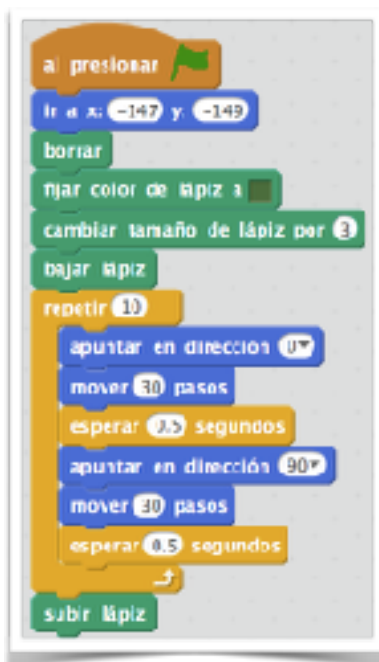 al presionar
ir a x: -147 y: -149
borrar
fijar color de lápiz a
cambiar tamaño de lápiz por 3
bajar lápiz
repetir 10
apuntar en dirección 0
mover 30 pasos
esperar 0.5 segundos
apuntar en dirección 90
mover 30 pasos
esperar 0.5 segundos
subir lápiz